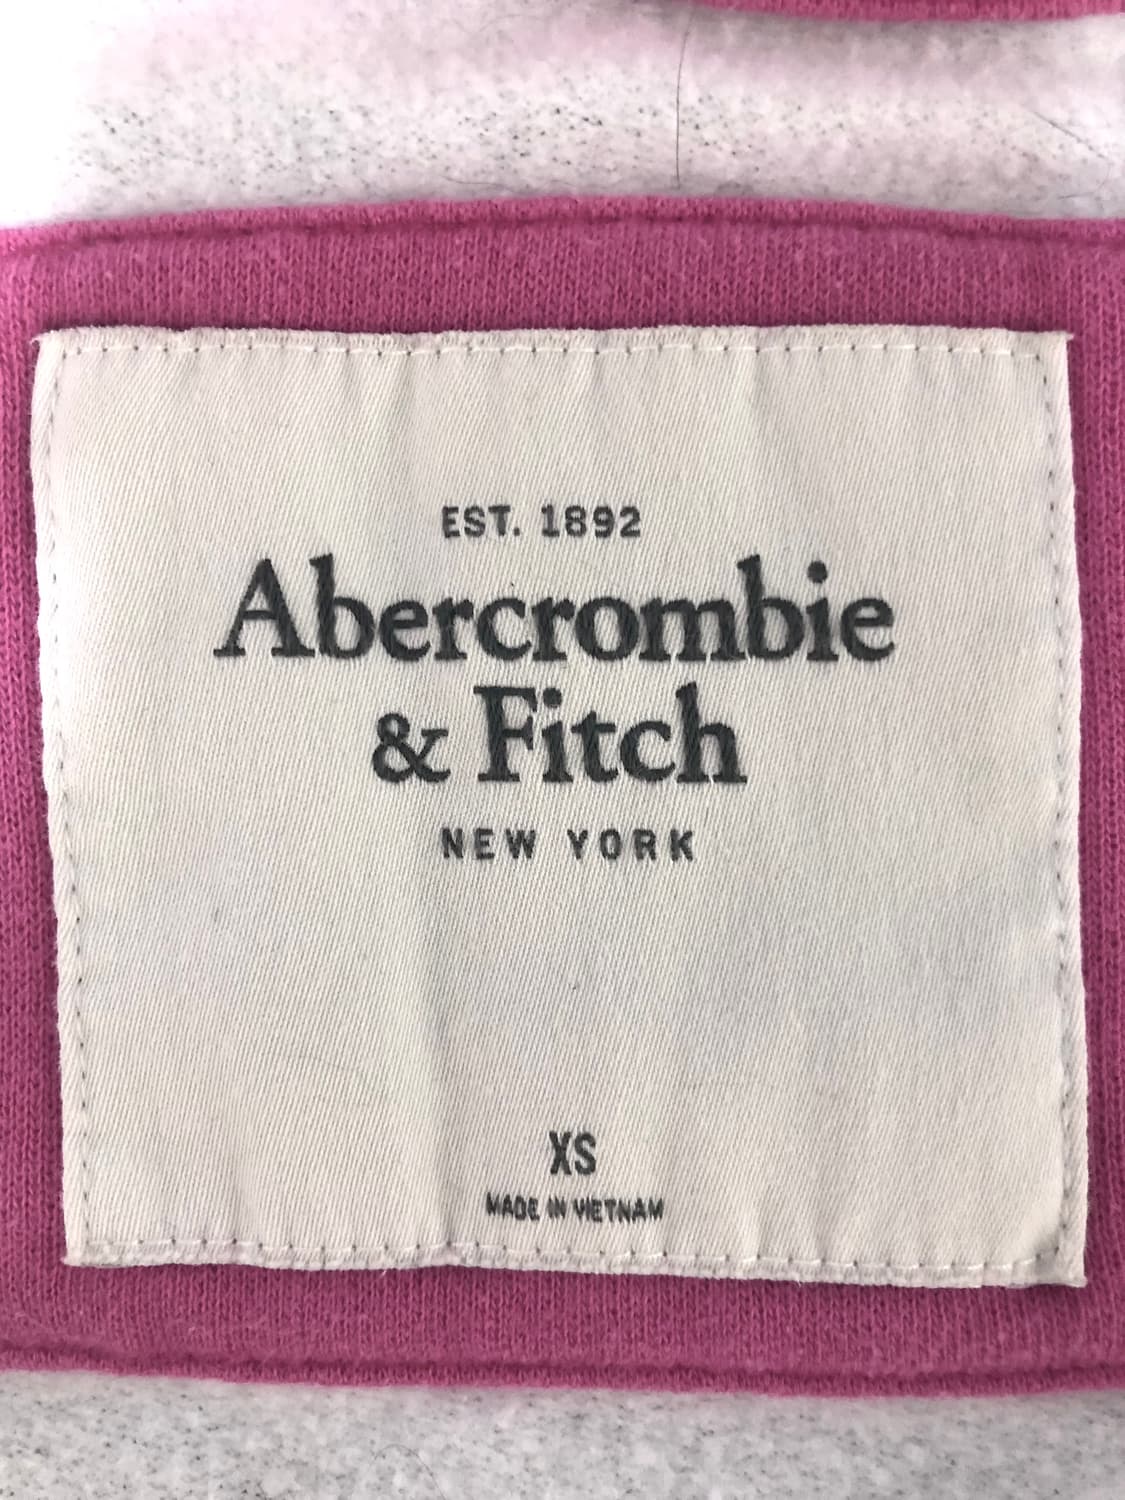 EST. 1892
Abercrombie
& Fitch
NEW YORK
XS
MADE IN VIETNAM